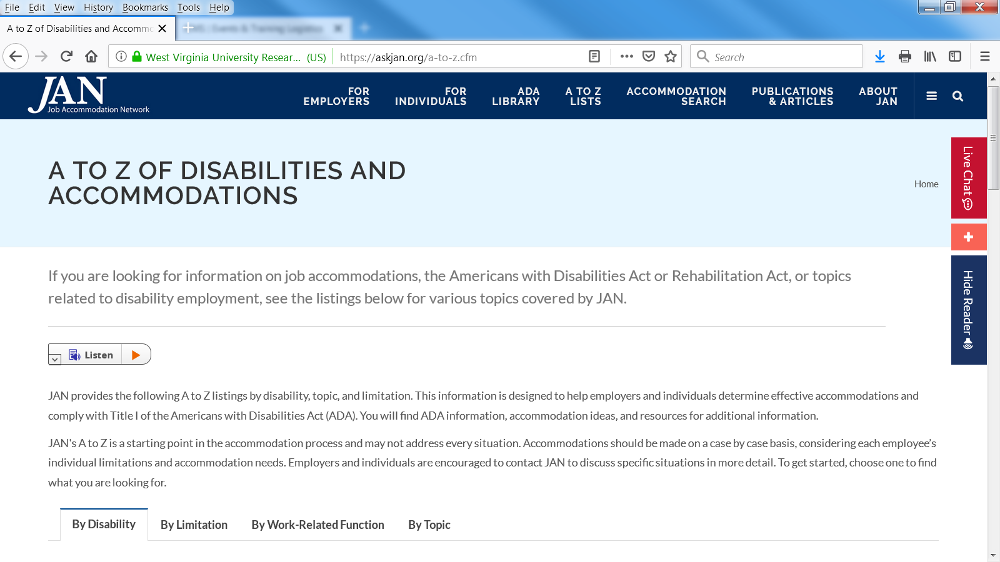 File Edit View History Bookmarks Tools Help
A to Z of Disabilities and Accommo
West Virginia University Resear... (US) https://askjan.org/a-to-z.cfm Search
JAN
Job Accommodation Network
FOR EMPLOYERS
FOR INDIVIDUALS
ADA LIBRARY
A TO Z LISTS
ACCOMMODATION SEARCH
PUBLICATIONS & ARTICLES
ABOUT JAN
A TO Z OF DISABILITIES AND
ACCOMMODATIONS
Home
Live Chat
Hide Reader
If you are looking for information on job accommodations, the Americans with Disabilities Act or Rehabilitation Act, or topics
related to disability employment, see the listings below for various topics covered by JAN.
Listen
JAN provides the following A to Z listings by disability, topic, and limitation. This information is designed to help employers and individuals determine effective accommodations and
comply with Title I of the Americans with Disabilities Act (ADA). You will find ADA information, accommodation ideas, and resources for additional information.
JAN's A to Z is a starting point in the accommodation process and may not address every situation. Accommodations should be made on a case by case basis, considering each employee’s
individual limitations and accommodation needs. Employers and individuals are encouraged to contact JAN to discuss specific situations in more detail. To get started, choose one to find
what you are looking for.
By Disability By Limitation By Work-Related Function By Topic